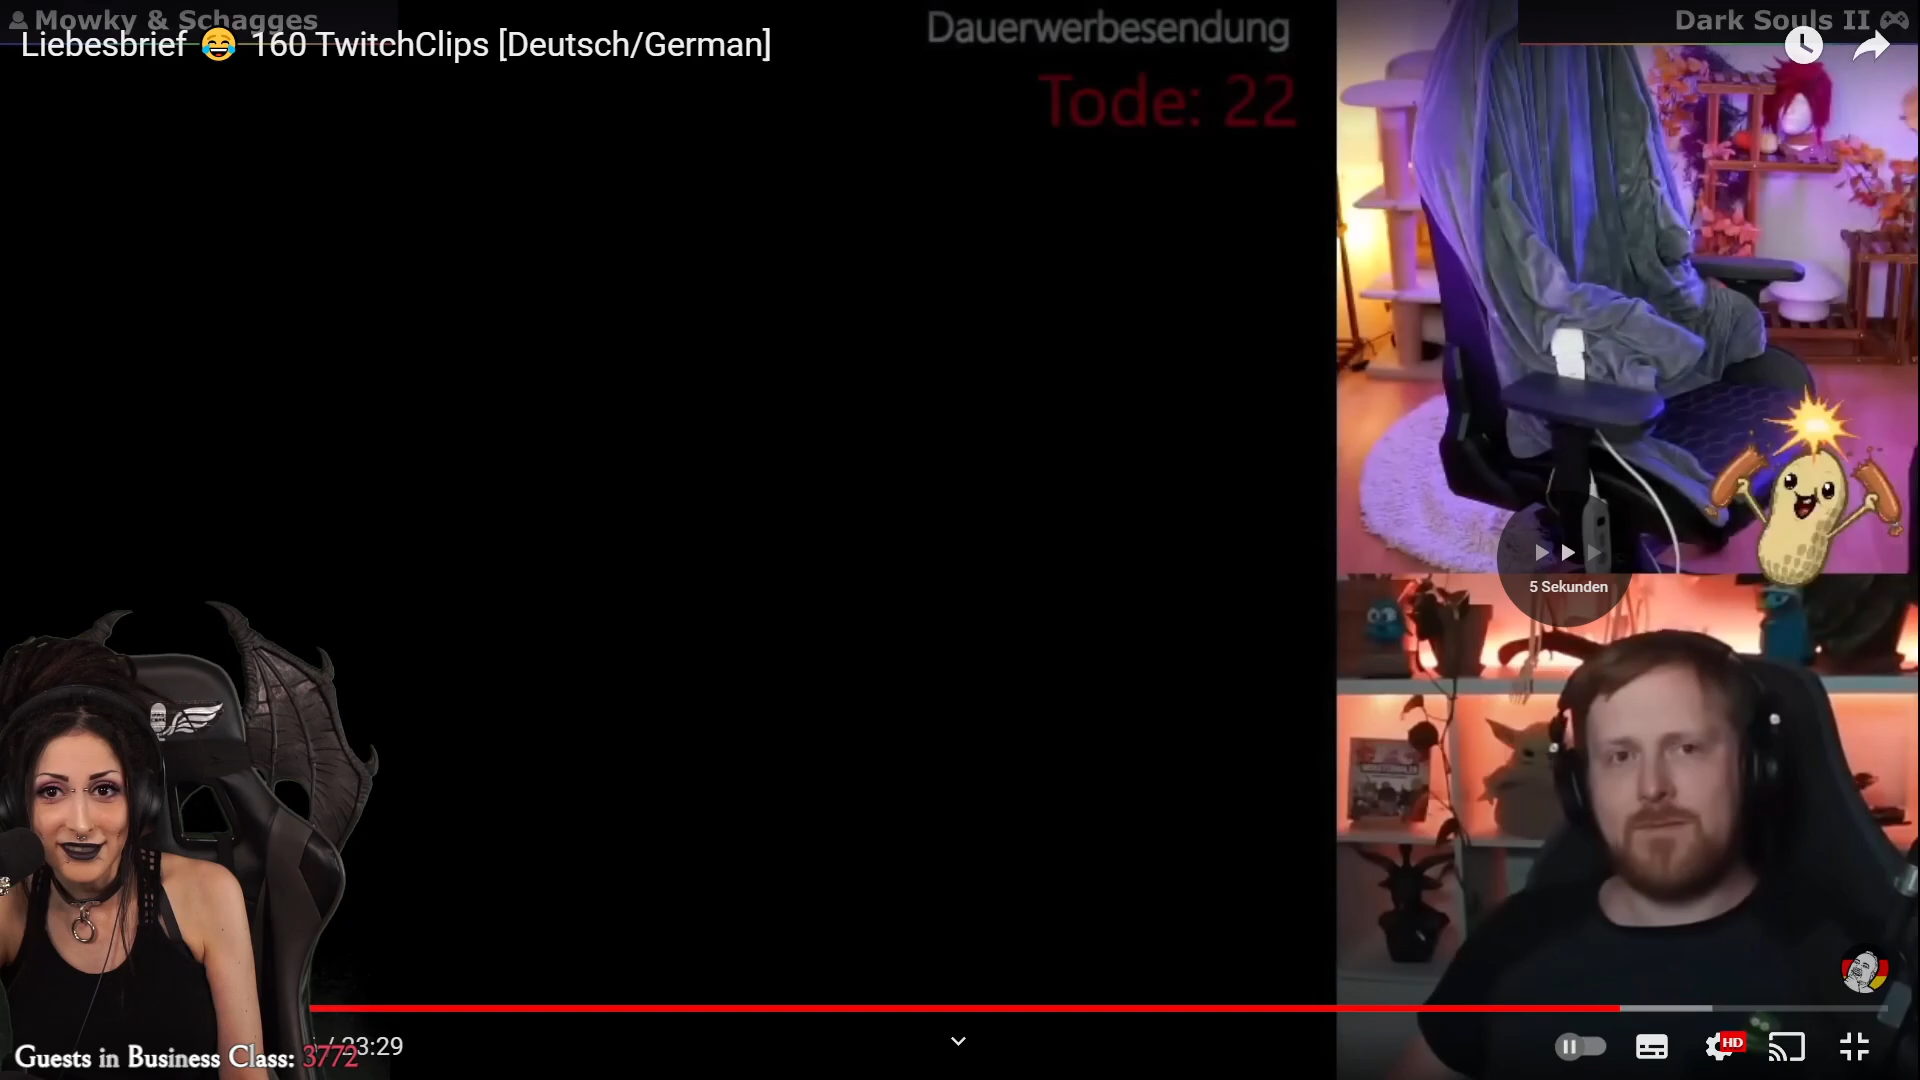 Mowky & Schagges
Liebesbrief 😂 160 TwitchClips [Deutsch/German]
Dauerwerbesendung
Tode: 22
Dark Souls II
5 Sekunden
/ 23:29
HD
Guests in Business Class: 3772